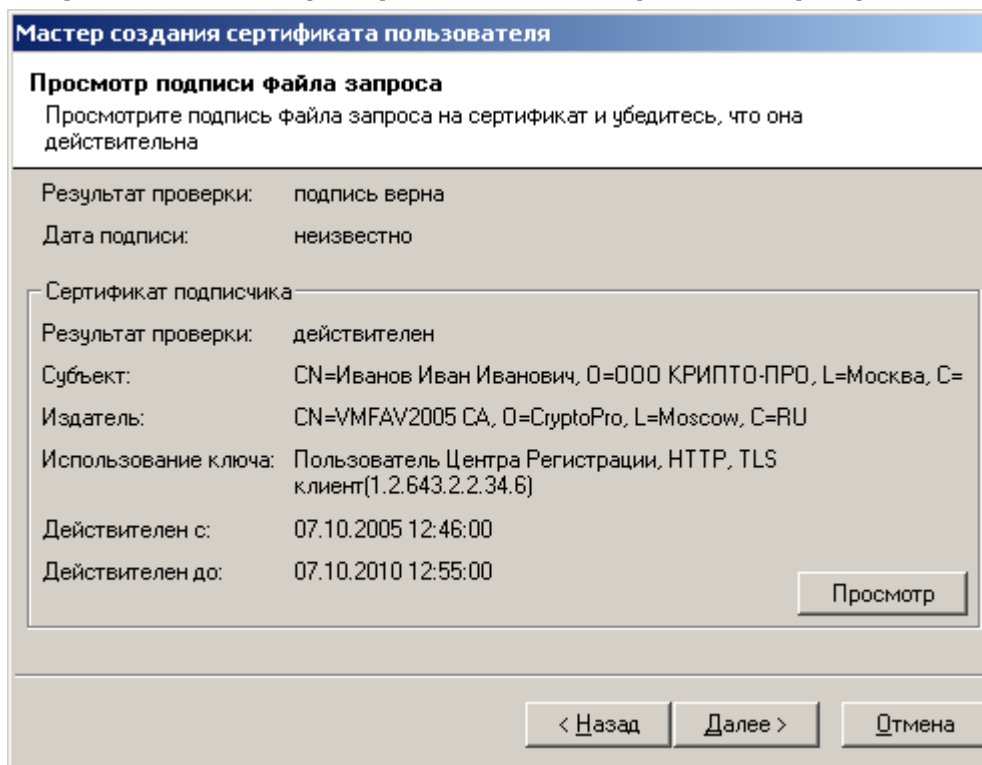 Мастер создания сертификата пользователя
Просмотр подписи файла запроса
Просмотрите подпись файла запроса на сертификат и убедитесь, что она
действительна
Результат проверки: подпись верна
Дата подписи: неизвестно
Сертификат подписчика
Результат проверки: действителен
Субъект: CN=Иванов Иван Иванович, O=ООО КРИПТО-ПРО, L=Москва, C=
Издатель: CN=VMFAV2005 CA, O=CryptoPro, L=Moscow, C=RU
Использование ключа: Пользователь Центра Регистрации, HTTP, TLS
клиент(1.2.643.2.2.34.6)
Действителен с: 07.10.2005 12:46:00
Действителен до: 07.10.2010 12:55:00
Просмотр
< Назад Далее > Отмена